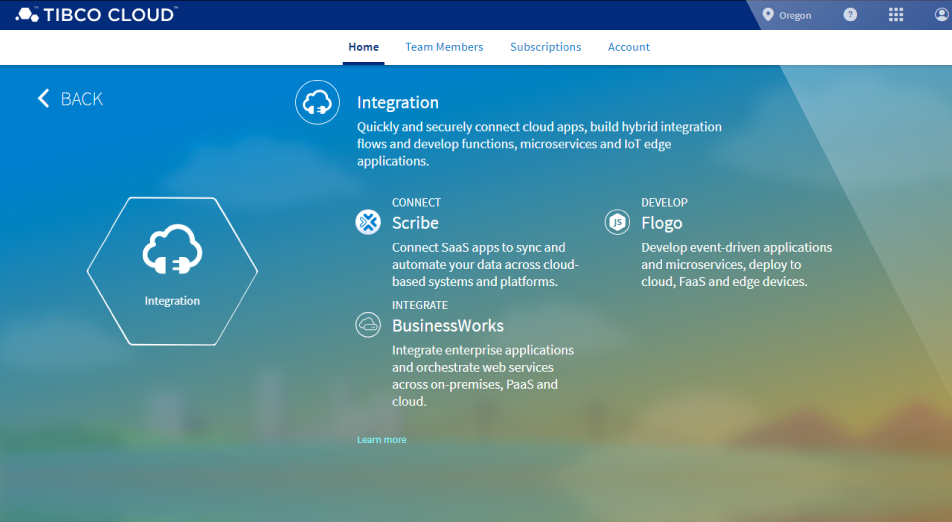 TIBCO CLOUD™
Oregon
?
Home Team Members Subscriptions Account
BACK
Integration
Quickly and securely connect cloud apps, build hybrid integration
flows and develop functions, microservices and IoT edge
applications.
Integration
CONNECT
Scribe
Connect SaaS apps to sync and
automate your data across cloud-
based systems and platforms.
DEVELOP
JS
Flogo
Develop event-driven applications
and microservices, deploy to
cloud, FaaS and edge devices.
INTEGRATE
BusinessWorks
Integrate enterprise applications
and orchestrate web services
across on-premises, PaaS and
cloud.
Learn more